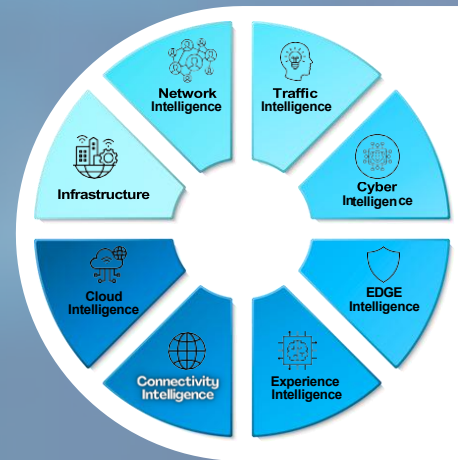 Network
Intelligence
Traffic
Intelligence
Cyber
Intelligence
EDGE
Intelligence
Experience
Intelligence
Connectivity
Intelligence
Cloud
Intelligence
Infrastructure